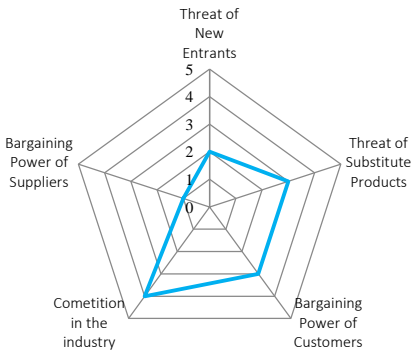 Threat of
New
Entrants
5
4
3
2
1
0
Threat of
Substitute
Products
Bargaining
Power of
Customers
Cometition
in the
industry
Bargaining
Power of
Suppliers